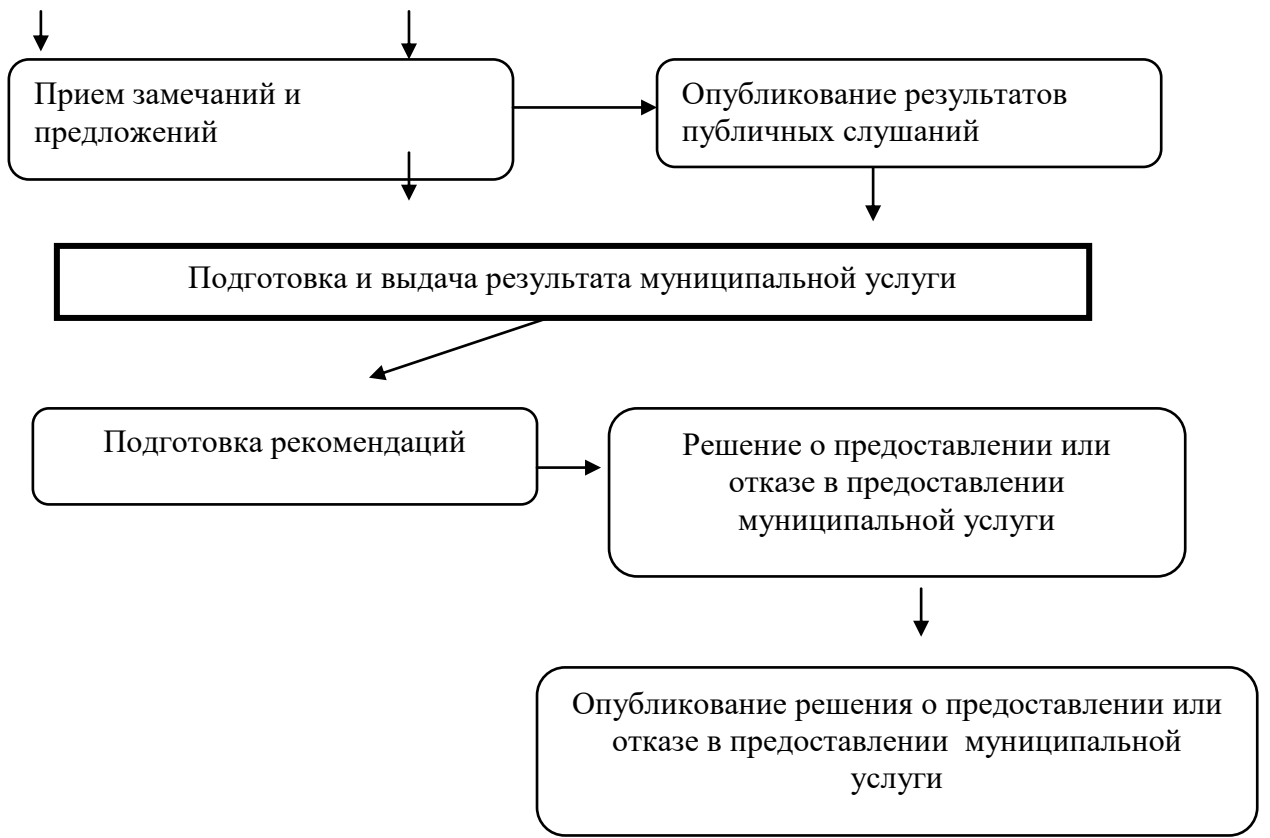 Прием замечаний и
предложений
Опубликование результатов
публичных слушаний
Подготовка и выдача результата муниципальной услуги
Подготовка рекомендаций
Решение о предоставлении или
отказе в предоставлении
муниципальной услуги
Опубликование решения о предоставлении или
отказе в предоставлении  муниципальной
услуги